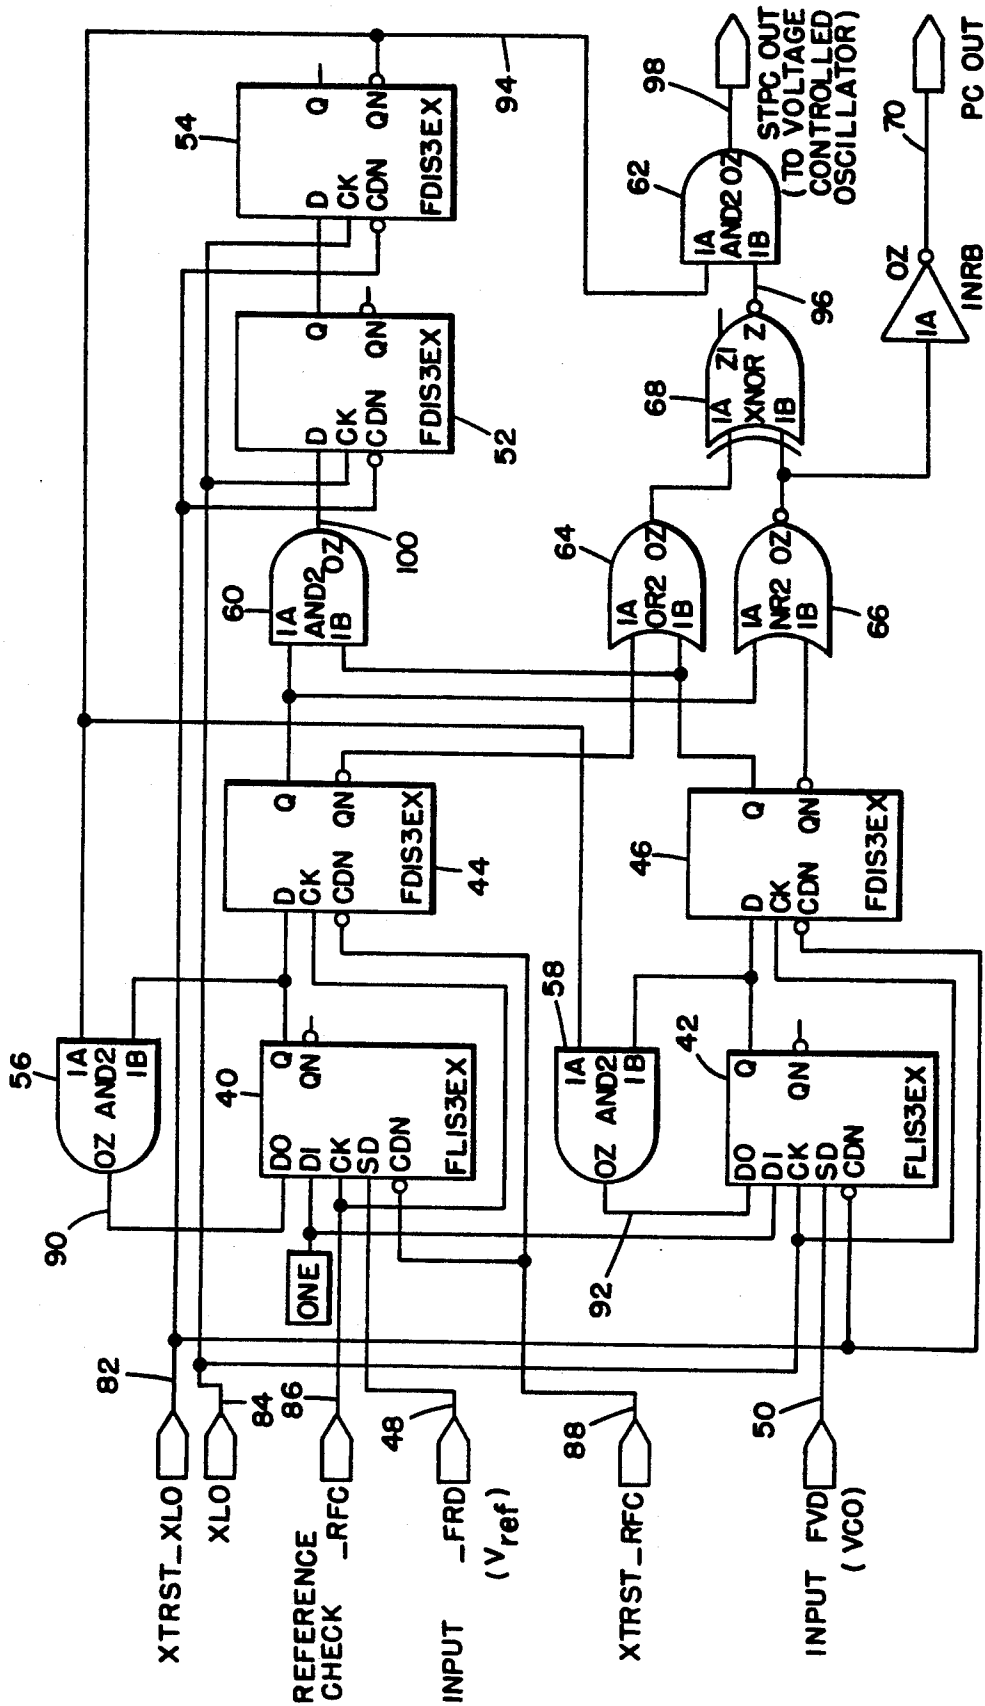 XTRST_XLO
82
XLO
84
REFERENCE
CHECK _RFC
86
INPUT _FRD
(Vref)
48
XTRST_RFC
88
INPUT FVD
(VCO)
50
90
56
IA
OZ AND2
IB
ONE
40
DO
DI
CK
SD
CDN
Q
QN
FLIS3EX
92
58
IA
OZ AND2
IB
42
DO
DI
CK
SD
CDN
Q
QN
FLIS3EX
D
CK
CDN
Q
QN
FDIS3EX
44
46
D
CK
CDN
Q
QN
FDIS3EX
60
IA
AND2
IB
OZ
100
64
IA
OR2 OZ
IB
IA
NR2 OZ
IB
66
D
CK
CDN
Q
QN
FDIS3EX
52
54
D
CK
CDN
Q
QN
FDIS3EX
94
68
IA
XNOR
IB
ZI
Z
96
62
IA
AND2 OZ
IB
98
STPC OUT
(TO VOLTAGE
CONTROLLED
OSCILLATOR)
IA
OZ
INRB
70
PC OUT